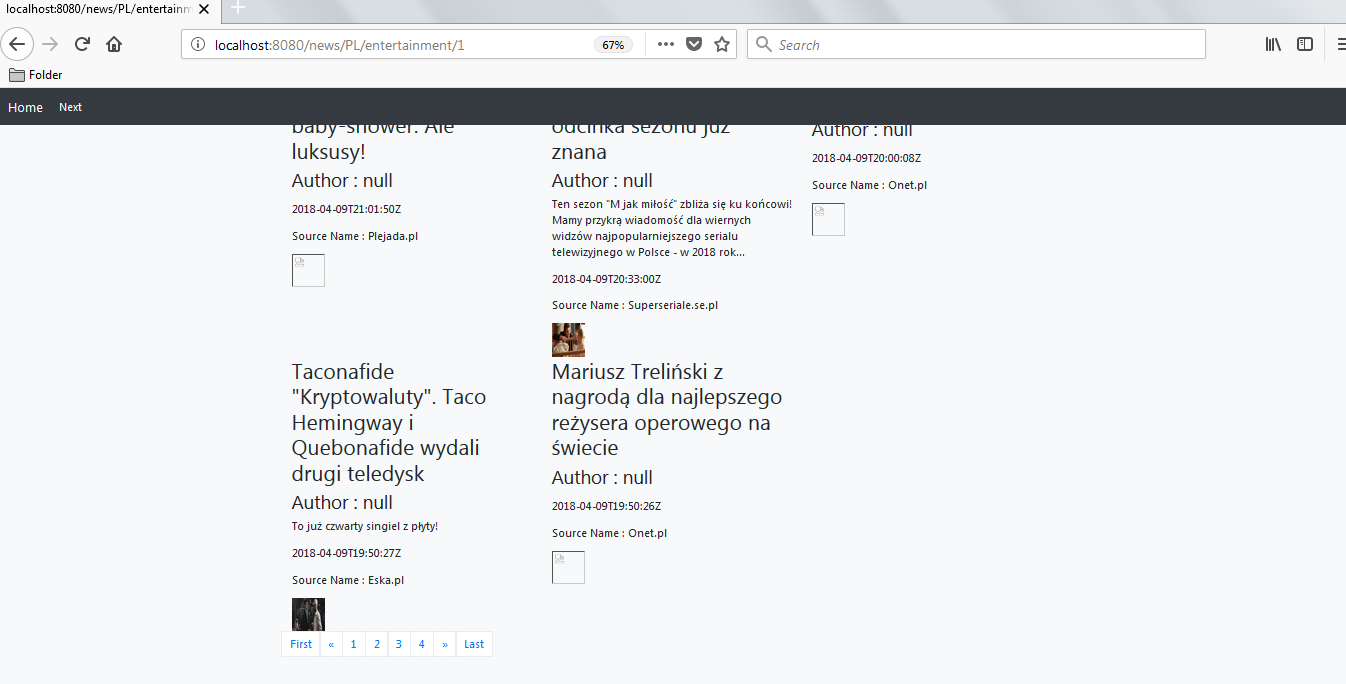 localhost:8080/news/PL/entertainm
localhost:8080/news/PL/entertainment/1
67%
Search
Folder
Home
Next
baby-shower. Ale
luksusy!
Author : null
2018-04-09T21:01:50Z
Source Name : Plejada.pl
odcinka sezonu już
znana
Author : null
Ten sezon "M jak miłość" zbliża się ku końcowi!
Mamy przykrą wiadomość dla wiernych
widzów najpopularniejszego serialu
telewizyjnego w Polsce - w 2018 rok...
2018-04-09T20:33:00Z
Source Name : Superseriale.se.pl
Author : null
2018-04-09T20:00:08Z
Source Name : Onet.pl
Taconafide
"Kryptowaluty". Taco
Hemingway i
Quebonafide wydali
drugi teledysk
Author : null
To już czwarty singiel z płyty!
2018-04-09T19:50:27Z
Source Name : Eska.pl
Mariusz Treliński z
nagrodą dla najlepszego
reżysera operowego na
świecie
Author : null
2018-04-09T19:50:26Z
Source Name : Onet.pl
First « 1 2 3 4 » Last